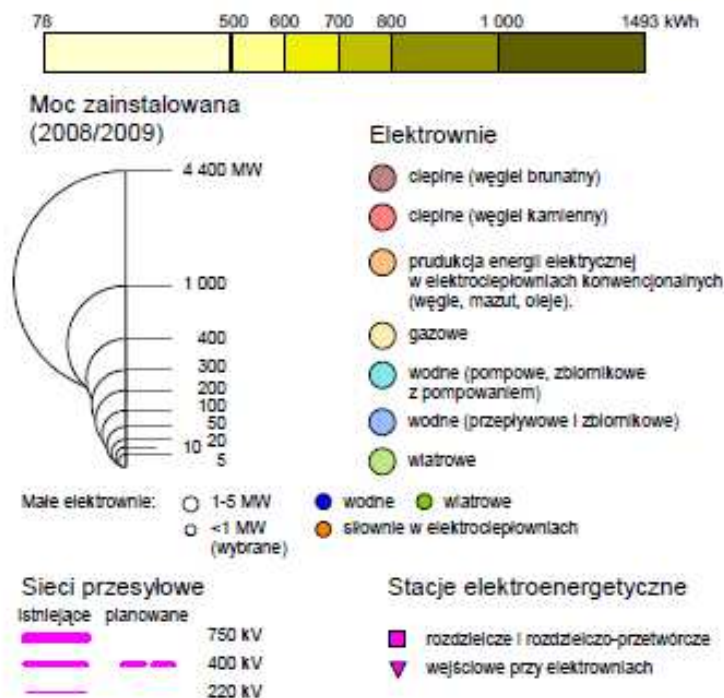 78 500 600 700 800 1 000 1493 kWh
Moc zainstalowana
(2008/2009)
4 400 MW
1 000
400
300
200
100
50
20
10
5
Elektrownie
cieplne (węgiel brunatny)
cieplne (węgiel kamienny)
prudukcja energii elektrycznej
w elektrociepłowniach konwencjonalnych
(węgle, mazut, oleje).
gazowe
wodne (pompowe, zbiornikowe
z pompowaniem)
wodne (przepływowe i zbiornikowe)
wiatrowe
Małe elektrownie: 1-5 MW wodne wiatrowe
<1 MW siłownie w elektrociepłowniach
(wybrane)
Sieci przesyłowe
istniejące planowane
750 kV
400 kV
220 kV
Stacje elektroenergetyczne
rozdzielcze i rozdzielczo-przetwórcze
wejściowe przy elektrowniach